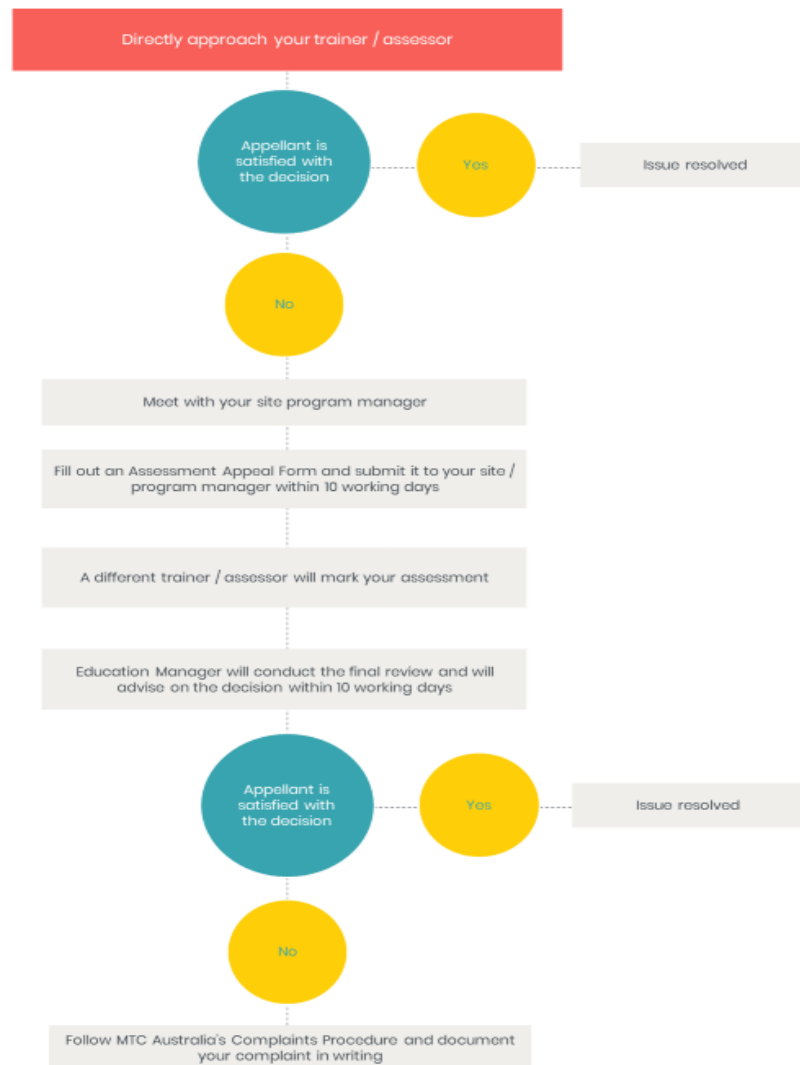 Directly approach your trainer / assessor
Appellant is
satisfied with
the decision
Yes
Issue resolved
No
Meet with your site program manager
Fill out an Assessment Appeal Form and submit it to your site /
program manager within 10 working days
A different trainer / assessor will mark your assessment
Education Manager will conduct the final review and will
advise on the decision within 10 working days
Appellant is
satisfied with
the decision
Yes
Issue resolved
No
Follow MTC Australia's Complaints Procedure and document
your complaint in writing